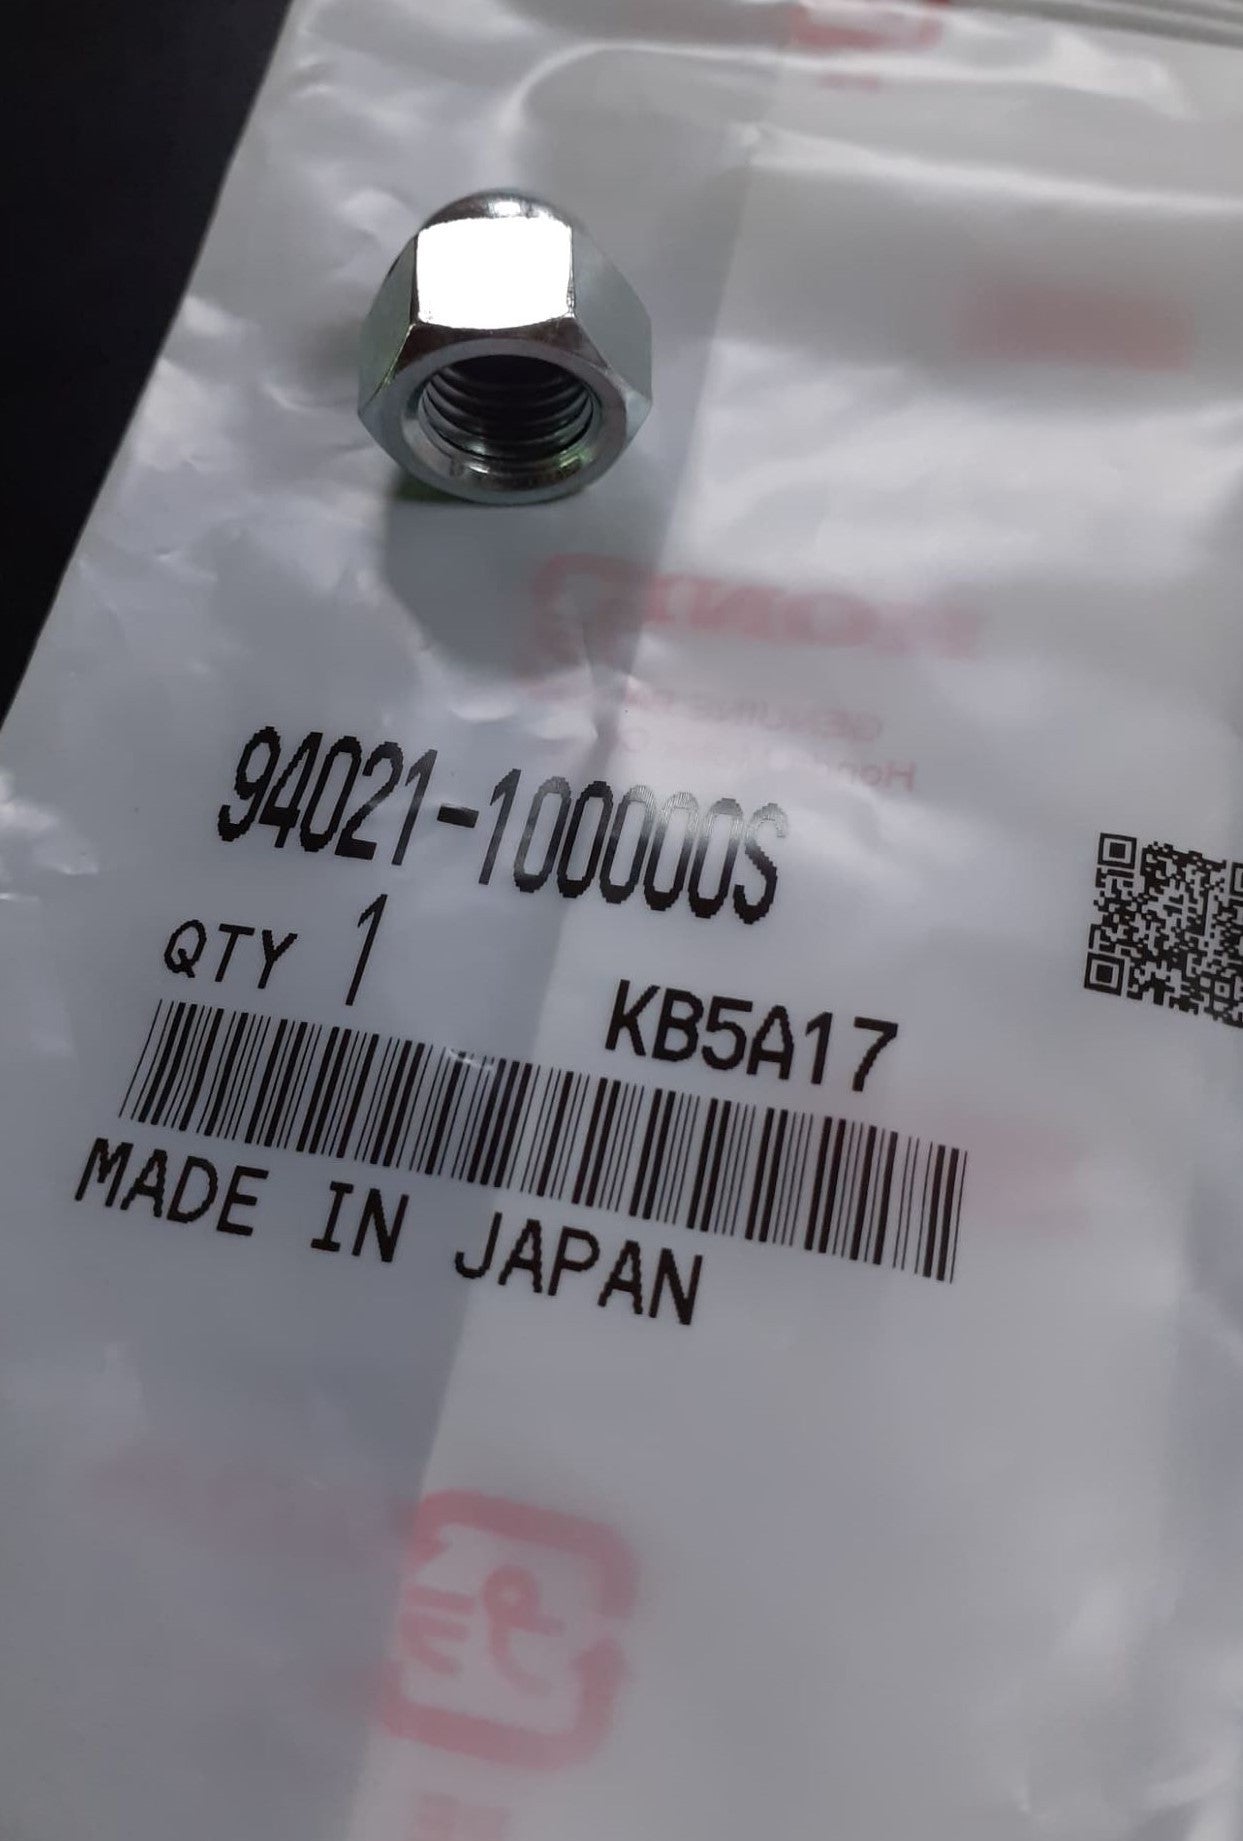 94021-100000S
QTY 1
KB5A17
MADE IN JAPAN